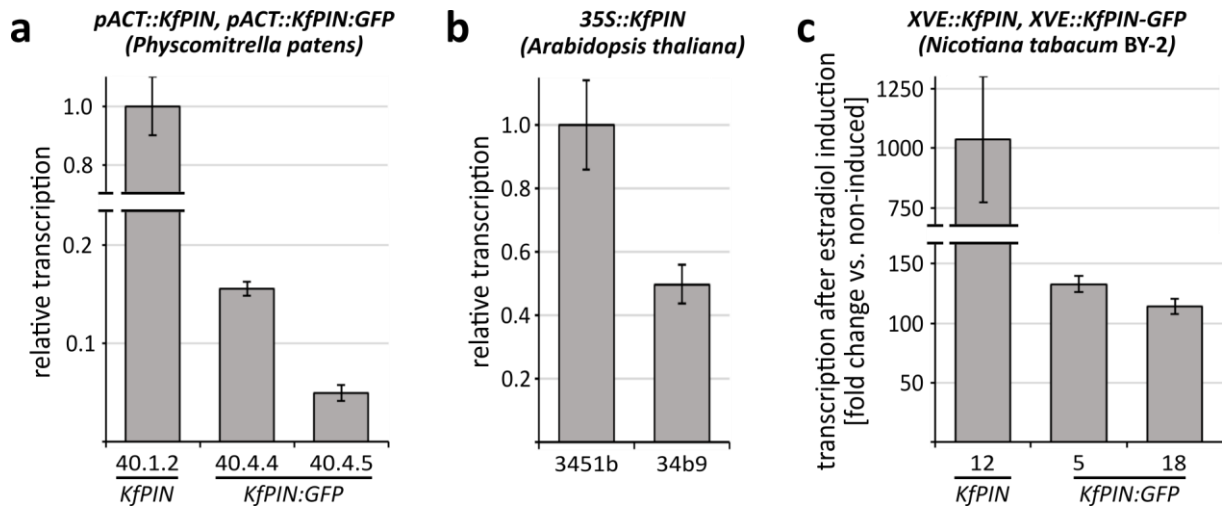 a
pACT::KfPIN, pACT::KfPIN:GFP
(Physcomitrella patens)
relative transcription
1.0
0.8
0.2
0.1
40.1.2 40.4.4 40.4.5
KfPIN KfPIN:GFP
b
35S::KfPIN
(Arabidopsis thaliana)
relative transcription
1.0
0.8
0.6
0.4
0.2
3451b 34b9
c
XVE::KfPIN, XVE::KfPIN-GFP
(Nicotiana tabacum BY-2)
transcription after estradiol induction
[fold change vs. non-induced]
1250
1000
750
150
100
50
12 5 18
KfPIN KfPIN:GFP